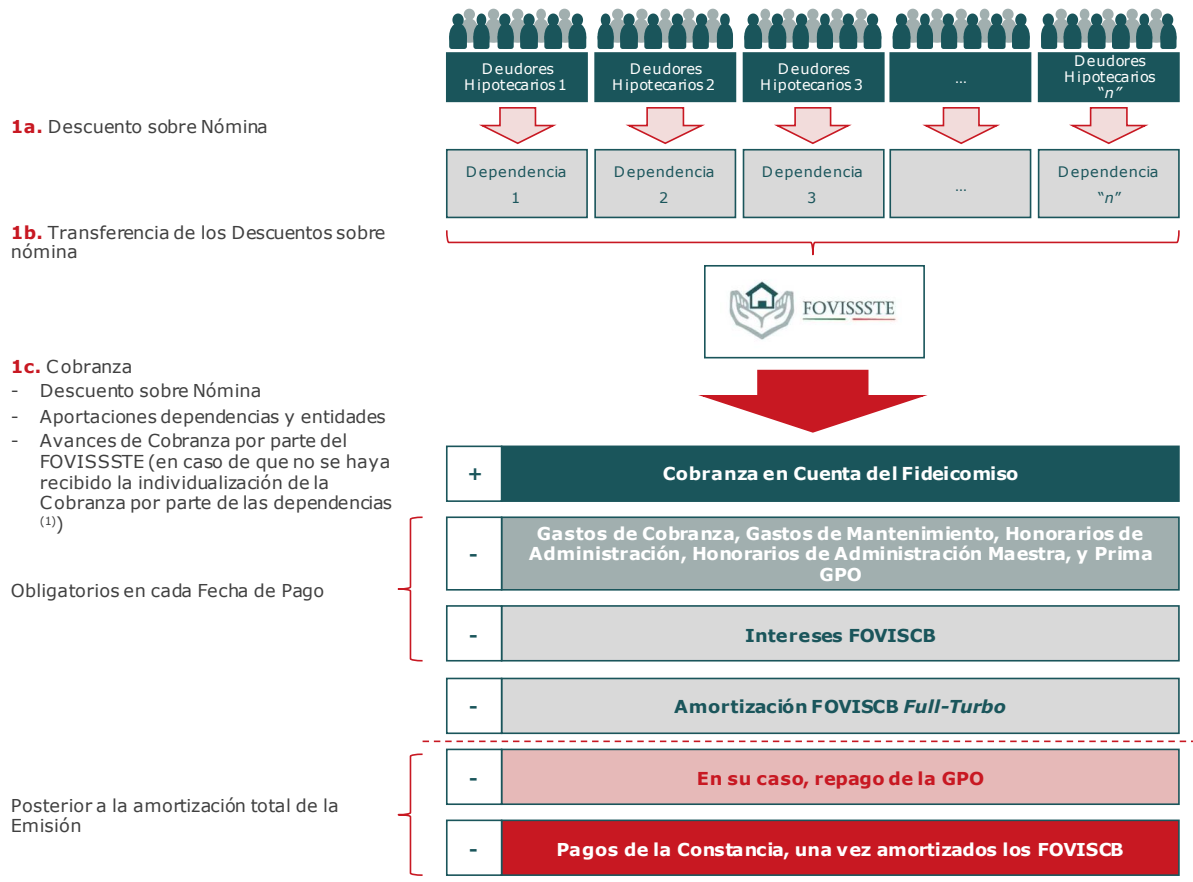 Deudores
Hipotecarios 1
Deudores
Hipotecarios 2
Deudores
Hipotecarios 3
...
Deudores
Hipotecarios
"n"
1a. Descuento sobre Nómina
Dependencia
1
Dependencia
2
Dependencia
3
...
Dependencia
"n"
1b. Transferencia de los Descuentos sobre
nómina
FOVISSSTE
1c. Cobranza
- Descuento sobre Nómina
- Aportaciones dependencias y entidades
- Avances de Cobranza por parte del
FOVISSSTE (en caso de que no se haya
recibido la individualización de la
Cobranza por parte de las dependencias
(1))
+ Cobranza en Cuenta del Fideicomiso
Obligatorios en cada Fecha de Pago
- Gastos de Cobranza, Gastos de Mantenimiento, Honorarios de
Administración, Honorarios de Administración Maestra, y Prima
GPO
- Intereses FOVISCB
- Amortización FOVISCB Full-Turbo
Posterior a la amortización total de la
Emisión
- En su caso, repago de la GPO
- Pagos de la Constancia, una vez amortizados los FOVISCB